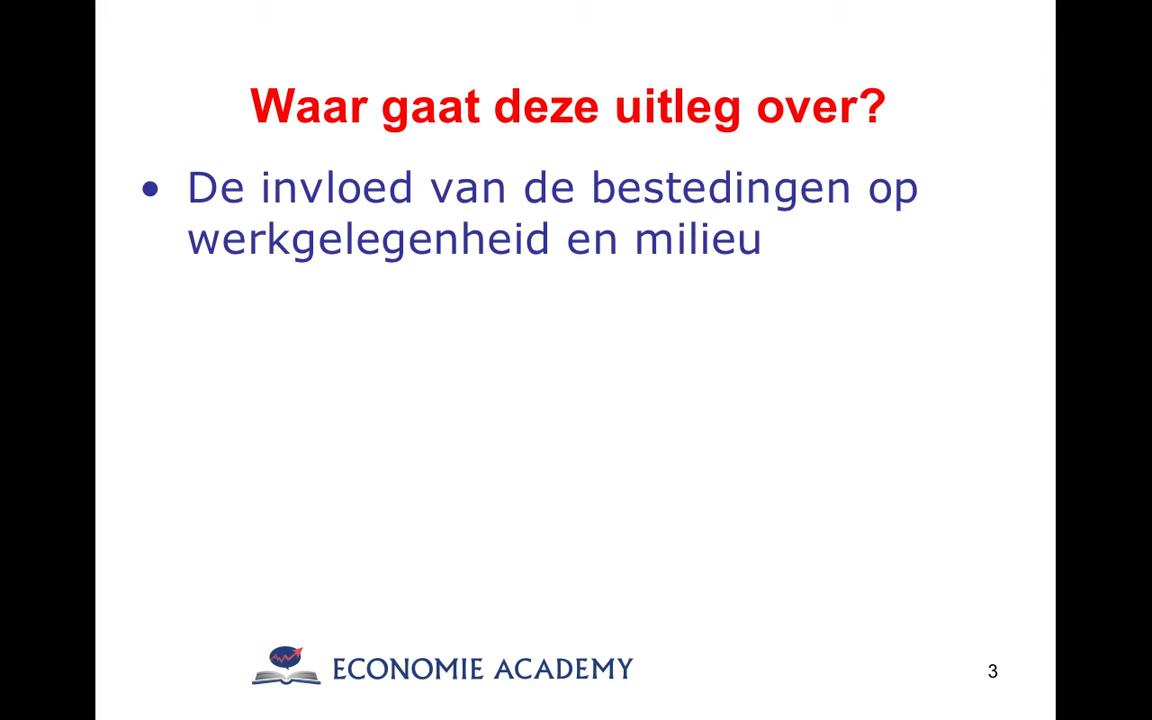 Waar gaat deze uitleg over?
• De invloed van de bestedingen op
werkgelegenheid en milieu
ECONOMIE ACADEMY
3